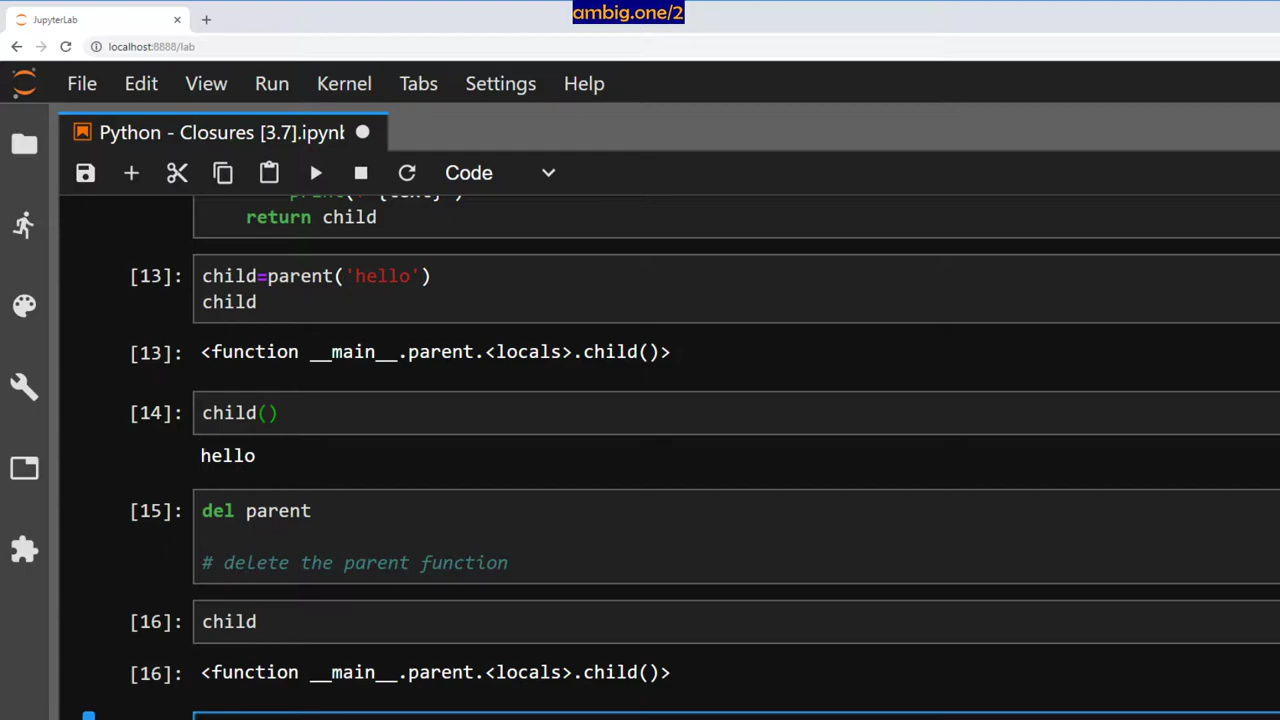 ambig.one/2
JupyterLab
localhost:8888/lab
File Edit View Run Kernel Tabs Settings Help
Python - Closures [3.7].ipynb
Code
return child
[13]: child=parent('hello')
child
[13]: <function __main__.parent.<locals>.child()>
[14]: child()
hello
[15]: del parent
# delete the parent function
[16]: child
[16]: <function __main__.parent.<locals>.child()>